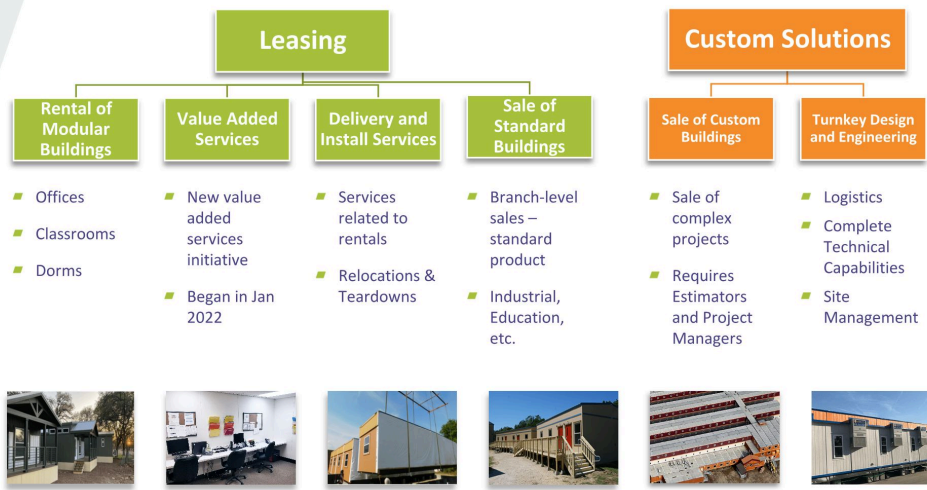 Leasing
Custom Solutions
Rental of
Modular
Buildings
Value Added
Services
Delivery and
Install Services
Sale of
Standard
Buildings
Sale of Custom
Buildings
Turnkey Design
and Engineering
Offices
Classrooms
Dorms
New value
added
services
initiative
Began in Jan
2022
Services
related to
rentals
Relocations &
Teardowns
Branch-level
sales –
standard
product
Industrial,
Education,
etc.
Sale of
complex
projects
Requires
Estimators
and Project
Managers
Logistics
Complete
Technical
Capabilities
Site
Management